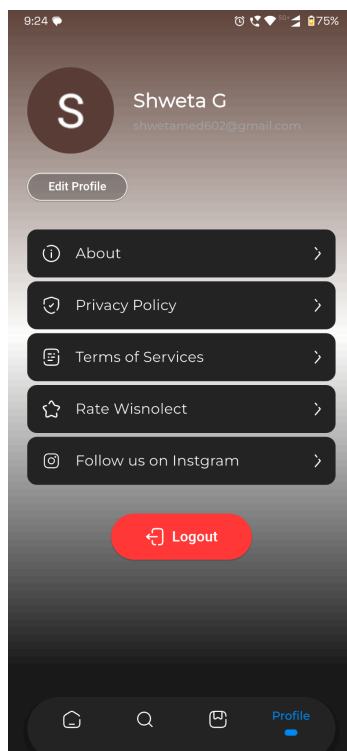 9:24
5G+
75%
S
Shweta G
shwetamed602@gmail.com
Edit Profile
About
Privacy Policy
Terms of Services
Rate Wisnolect
Follow us on Instgram
Logout
Profile